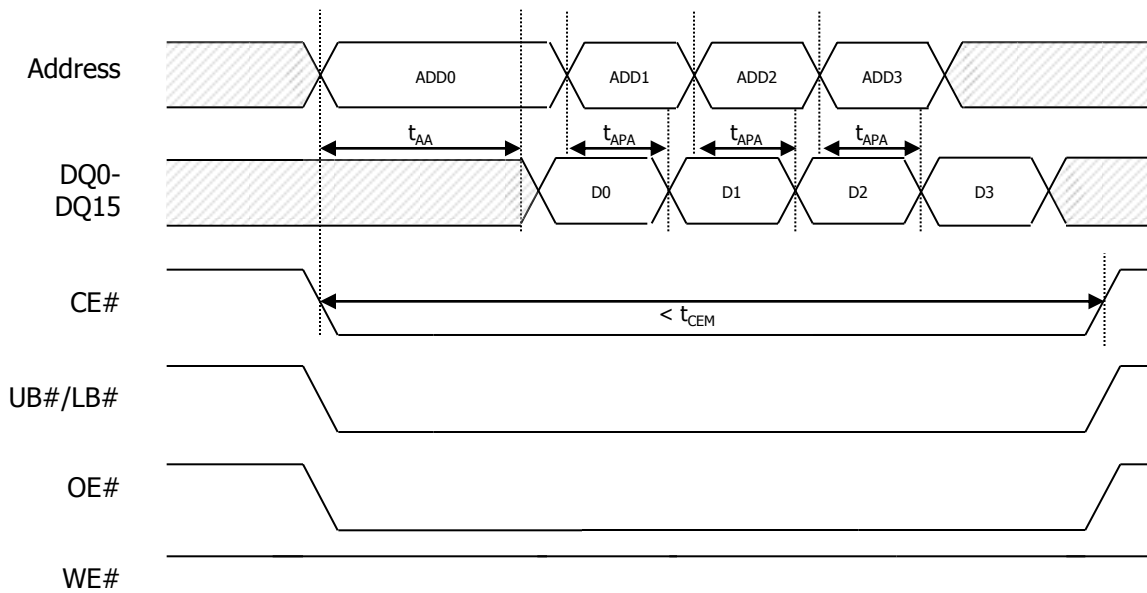 Address
ADD0 ADD1 ADD2 ADD3
tAA tAPA tAPA tAPA
DQ0-
DQ15
D0 D1 D2 D3
CE#
< tCEM
UB#/LB#
OE#
WE#